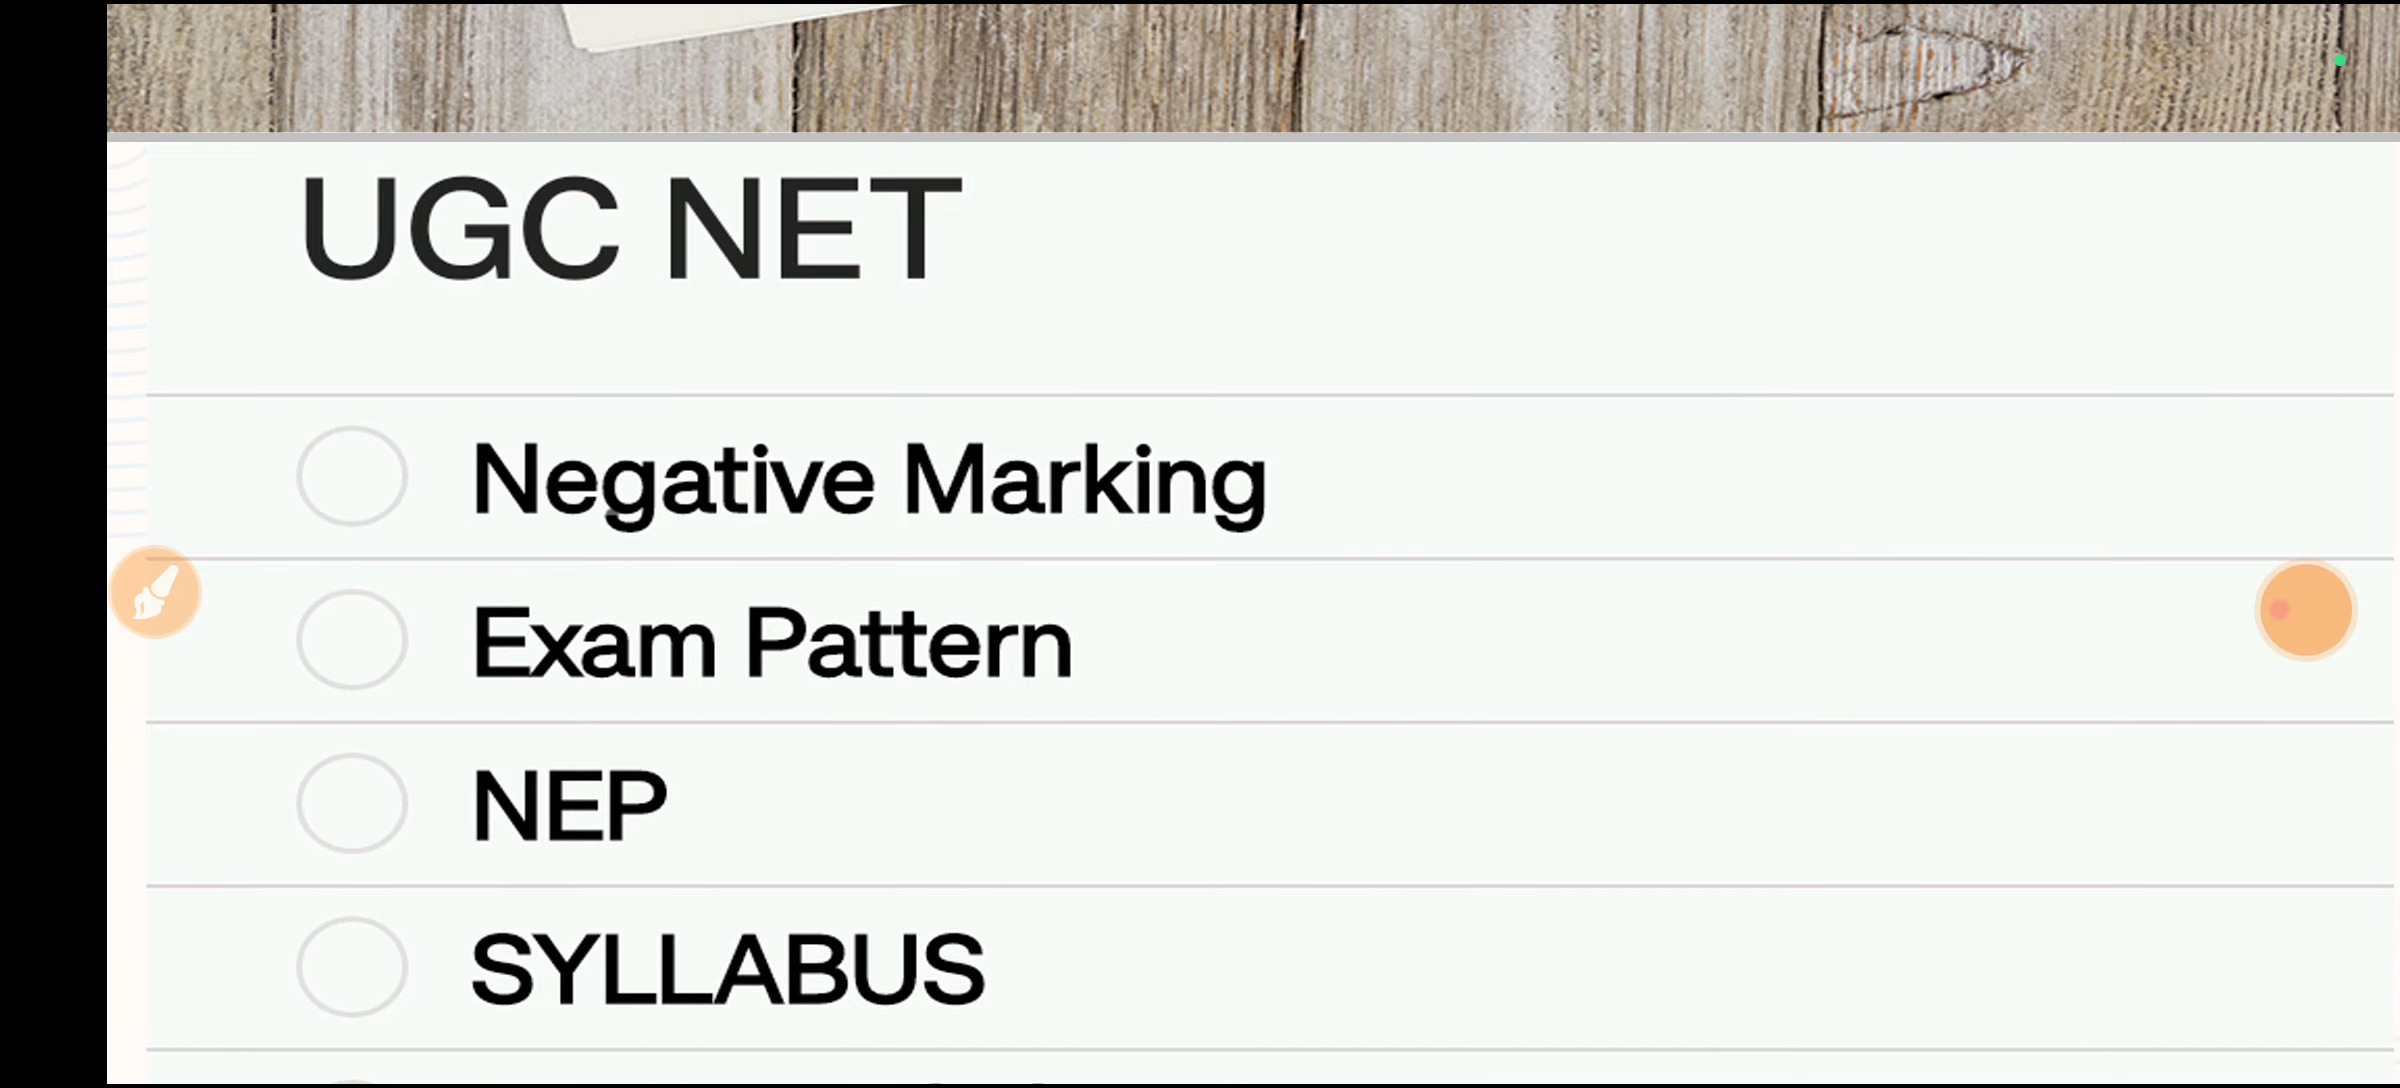 UGC NET
Negative Marking
Exam Pattern
NEP
SYLLABUS